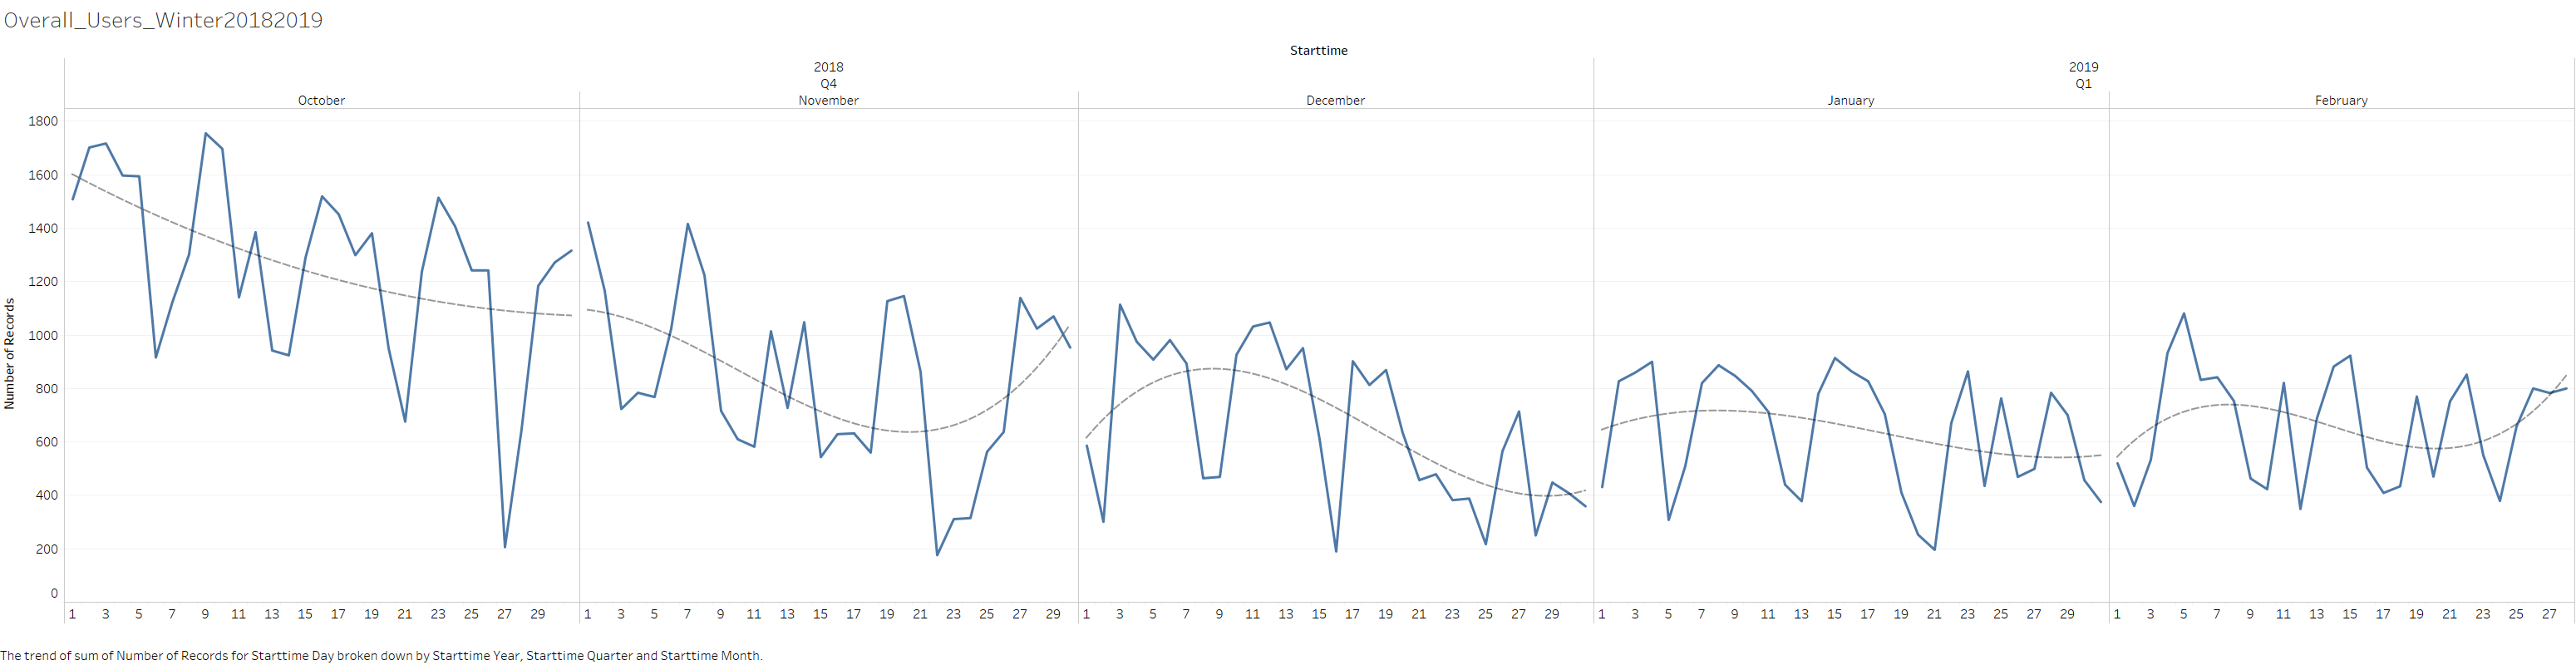 Overall_Users_Winter20182019
Starttime
2018
2019
Q4
Q1
October
November
December
January
February
Number of Records
1800
1600
1400
1200
1000
800
600
400
200
0
1 3 5 7 9 11 13 15 17 19 21 23 25 27 29
1 3 5 7 9 11 13 15 17 19 21 23 25 27 29
1 3 5 7 9 11 13 15 17 19 21 23 25 27 29
1 3 5 7 9 11 13 15 17 19 21 23 25 27 29
1 3 5 7 9 11 13 15 17 19 21 23 25 27
The trend of sum of Number of Records for Starttime Day broken down by Starttime Year, Starttime Quarter and Starttime Month.